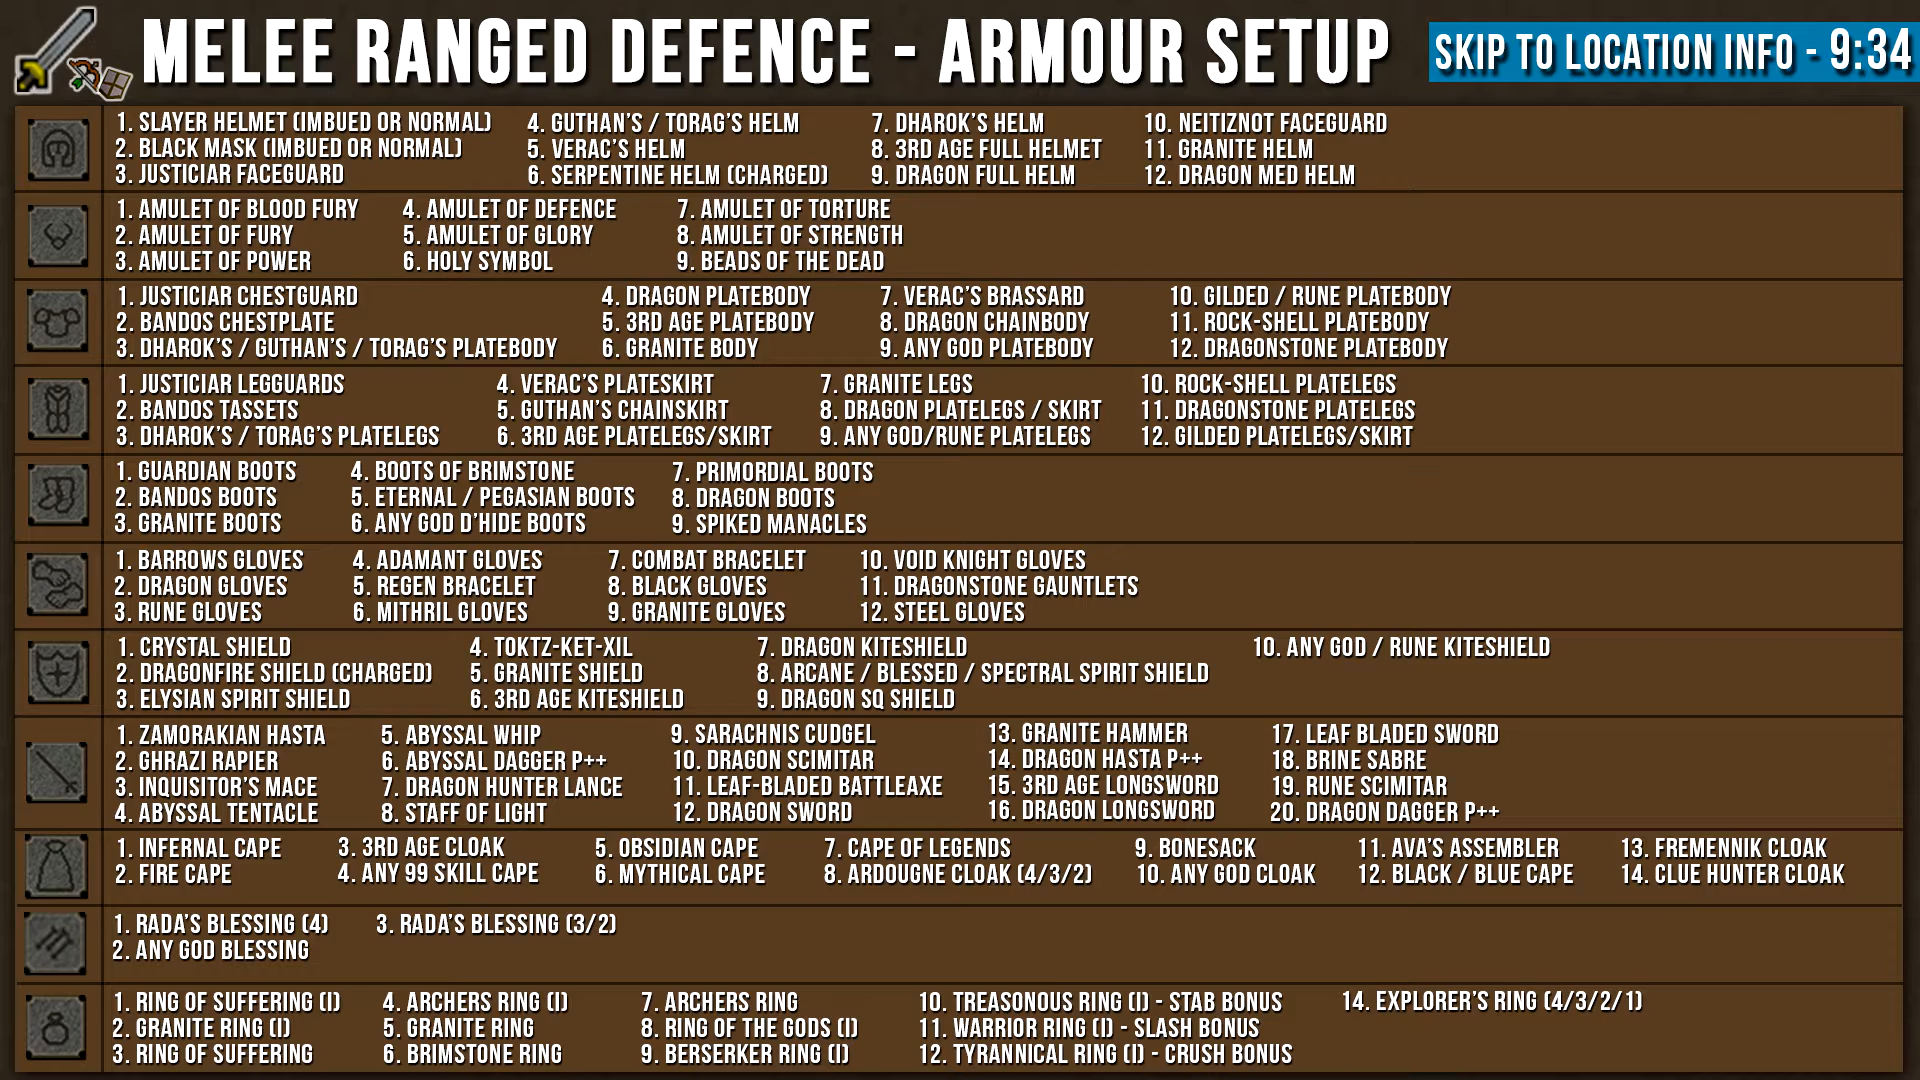 MELEE RANGED DEFENCE - ARMOUR SETUP
SKIP TO LOCATION INFO - 9:34
1. SLAYER HELMET (IMBUED OR NORMAL) 4. GUTHAN'S / TORAG'S HELM 7. DHAROK'S HELM 10. NEITIZNOT FACEGUARD
2. BLACK MASK (IMBUED OR NORMAL) 5. VERAC'S HELM 8. 3RD AGE FULL HELMET 11. GRANITE HELM
3. JUSTICIAR FACEGUARD 6. SERPENTINE HELM (CHARGED) 9. DRAGON FULL HELM 12. DRAGON MED HELM
1. AMULET OF BLOOD FURY 4. AMULET OF DEFENCE 7. AMULET OF TORTURE
2. AMULET OF FURY 5. AMULET OF GLORY 8. AMULET OF STRENGTH
3. AMULET OF POWER 6. HOLY SYMBOL 9. BEADS OF THE DEAD
1. JUSTICIAR CHESTGUARD 4. DRAGON PLATEBODY 7. VERAC'S BRASSARD 10. GILDED / RUNE PLATEBODY
2. BANDOS CHESTPLATE 5. 3RD AGE PLATEBODY 8. DRAGON CHAINBODY 11. ROCK-SHELL PLATEBODY
3. DHAROK'S / GUTHAN'S / TORAG'S PLATEBODY 6. GRANITE BODY 9. ANY GOD PLATEBODY 12. DRAGONSTONE PLATEBODY
1. JUSTICIAR LEGGUARDS 4. VERAC'S PLATESKIRT 7. GRANITE LEGS 10. ROCK-SHELL PLATELEGS
2. BANDOS TASSETS 5. GUTHAN'S CHAINSKIRT 8. DRAGON PLATELEGS / SKIRT 11. DRAGONSTONE PLATELEGS
3. DHAROK'S / TORAG'S PLATELEGS 6. 3RD AGE PLATELEGS/SKIRT 9. ANY GOD/RUNE PLATELEGS 12. GILDED PLATELEGS/SKIRT
1. GUARDIAN BOOTS 4. BOOTS OF BRIMSTONE 7. PRIMORDIAL BOOTS
2. BANDOS BOOTS 5. ETERNAL / PEGASIAN BOOTS 8. DRAGON BOOTS
3. GRANITE BOOTS 6. ANY GOD D'HIDE BOOTS 9. SPIKED MANACLES
1. BARROWS GLOVES 4. ADAMANT GLOVES 7. COMBAT BRACELET 10. VOID KNIGHT GLOVES
2. DRAGON GLOVES 5. REGEN BRACELET 8. BLACK GLOVES 11. DRAGONSTONE GAUNTLETS
3. RUNE GLOVES 6. MITHRIL GLOVES 9. GRANITE GLOVES 12. STEEL GLOVES
1. CRYSTAL SHIELD 4. TOKTZ-KET-XIL 7. DRAGON KITESHIELD 10. ANY GOD / RUNE KITESHIELD
2. DRAGONFIRE SHIELD (CHARGED) 5. GRANITE SHIELD 8. ARCANE / BLESSED / SPECTRAL SPIRIT SHIELD
3. ELYSIAN SPIRIT SHIELD 6. 3RD AGE KITESHIELD 9. DRAGON SQ SHIELD
1. ZAMORAKIAN HASTA 5. ABYSSAL WHIP 9. SARACHNIS CUDGEL 13. GRANITE HAMMER 17. LEAF BLADED SWORD
2. GHRAZI RAPIER 6. ABYSSAL DAGGER P++ 10. DRAGON SCIMITAR 14. DRAGON HASTA P++ 18. BRINE SABRE
3. INQUISITOR'S MACE 7. DRAGON HUNTER LANCE 11. LEAF-BLADED BATTLEAXE 15. 3RD AGE LONGSWORD 19. RUNE SCIMITAR
4. ABYSSAL TENTACLE 8. STAFF OF LIGHT 12. DRAGON SWORD 16. DRAGON LONGSWORD 20. DRAGON DAGGER P++
1. INFERNAL CAPE 3. 3RD AGE CLOAK 5. OBSIDIAN CAPE 7. CAPE OF LEGENDS 9. BONESACK 11. AVA'S ASSEMBLER 13. FREMENNIK CLOAK
2. FIRE CAPE 4. ANY 99 SKILL CAPE 6. MYTHICAL CAPE 8. ARDOUGNE CLOAK (4/3/2) 10. ANY GOD CLOAK 12. BLACK / BLUE CAPE 14. CLUE HUNTER CLOAK
1. RADA'S BLESSING (4) 3. RADA'S BLESSING (3/2)
2. ANY GOD BLESSING
1. RING OF SUFFERING (I) 4. ARCHERS RING (I) 7. ARCHERS RING 10. TREASONOUS RING (I) - STAB BONUS 14. EXPLORER'S RING (4/3/2/1)
2. GRANITE RING (I) 5. GRANITE RING 8. RING OF THE GODS (I) 11. WARRIOR RING (I) - SLASH BONUS
3. RING OF SUFFERING 6. BRIMSTONE RING 9. BERSERKER RING (I) 12. TYRANNICAL RING (I) - CRUSH BONUS